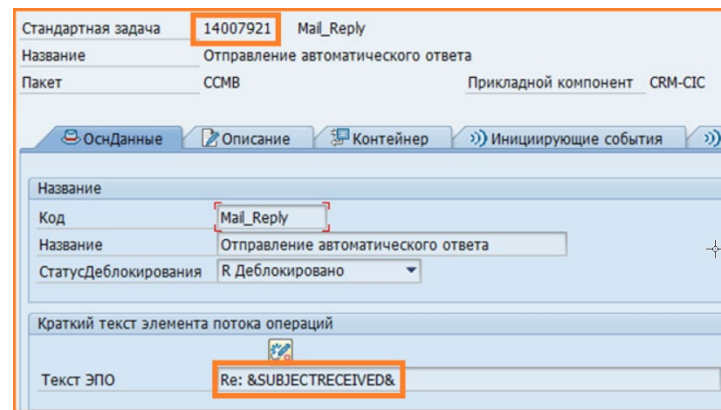 Стандартная задача 14007921 Mail_Reply
Название Отправление автоматического ответа
Пакет CCMB Прикладной компонент CRM-CIC
ОснДанные Описание Контейнер Инициирующие события
Название
Код Mail_Reply
Название Отправление автоматического ответа
СтатусДеблокирования R Деблокировано
Краткий текст элемента потока операций
Текст ЭПО Re: &SUBJECTRECEIVED&